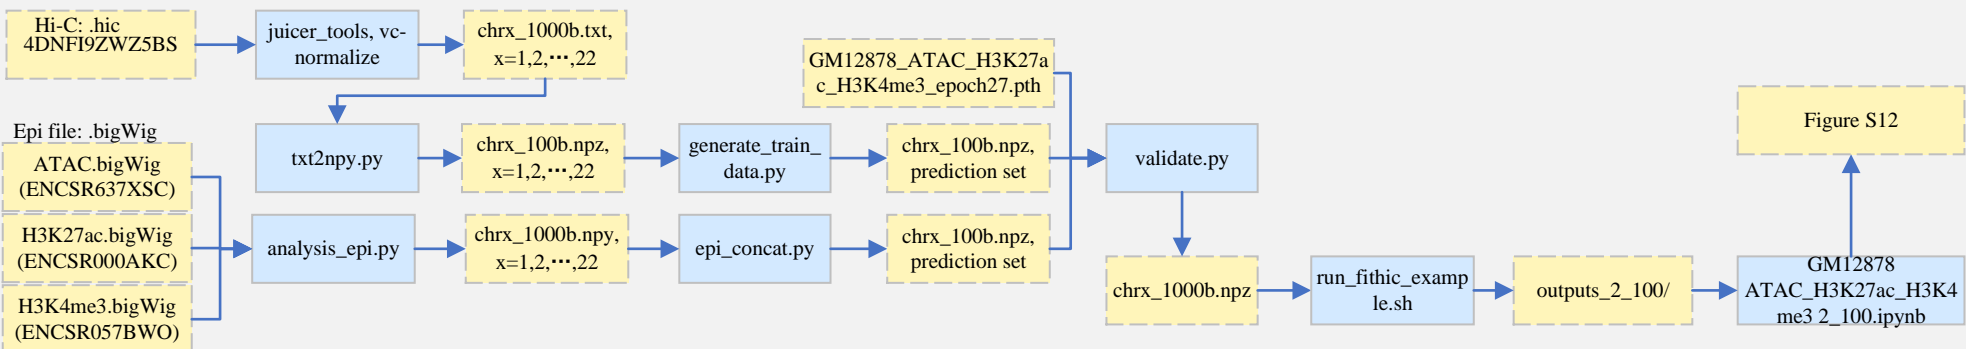 Hi-C: .hic
4DNFI9ZWZ5BS
juicer_tools, vc-
normalize
chrx_1000b.txt,
x=1,2,⋯,22
GM12878_ATAC_H3K27a
c_H3K4me3_epoch27.pth
Figure S12
Epi file: .bigWig
ATAC.bigWig
(ENCSR637XSC)
txt2npy.py
chrx_100b.npz,
x=1,2,⋯,22
generate_train_
data.py
chrx_100b.npz,
prediction set
validate.py
H3K27ac.bigWig
(ENCSR000AKC)
analysis_epi.py
chrx_1000b.npy,
x=1,2,⋯,22
epi_concat.py
chrx_100b.npz,
prediction set
H3K4me3.bigWig
(ENCSR057BWO)
chrx_1000b.npz
run_fithic_examp
le.sh
outputs_2_100/
GM12878
ATAC_H3K27ac_H3K4
me3 2_100.ipynb